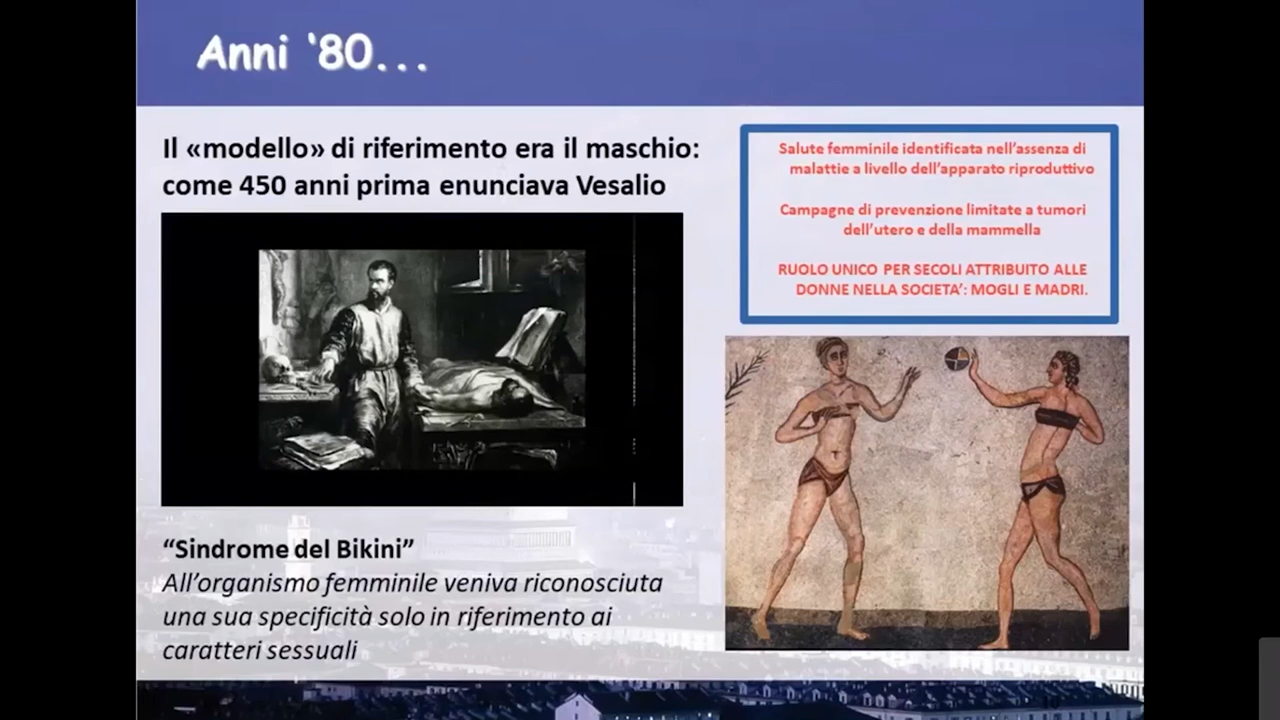 Anni ‘80...
Il «modello» di riferimento era il maschio:
come 450 anni prima enunciava Vesalio
Salute femminile identificata nell’assenza di
malattie a livello dell’apparato riproduttivo
Campagne di prevenzione limitate a tumori
dell’utero e della mammella
RUOLO UNICO PER SECOLI ATTRIBUITO ALLE
DONNE NELLA SOCIETA’: MOGLI E MADRI.
“Sindrome del Bikini”
All’organismo femminile veniva riconosciuta
una sua specificità solo in riferimento ai
caratteri sessuali